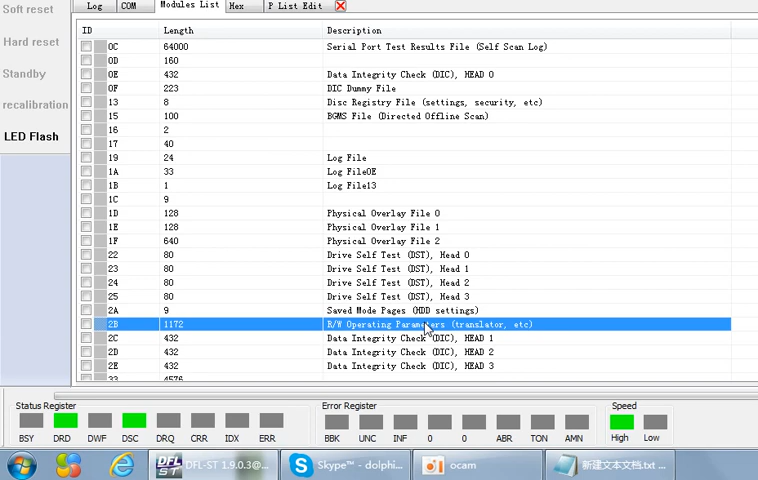 Soft reset
Hard reset
Standby
recalibration
LED Flash
Log COM Modules List Hex P List Edit
ID Length Description
0C 64000 Serial Port Test Results File (Self Scan Log)
0D 160
0E 432 Data Integrity Check (DIC), HEAD 0
0F 223 DIC Dummy File
13 8 Disc Registry File (settings, security, etc)
15 100 BGMS File (Directed Offline Scan)
16 2
17 40
19 24 Log File
1A 33 Log File0E
1B 1 Log File13
1C 9
1D 128 Physical Overlay File 0
1E 128 Physical Overlay File 1
1F 640 Physical Overlay File 2
22 80 Drive Self Test (DST), Head 0
23 80 Drive Self Test (DST), Head 1
24 80 Drive Self Test (DST), Head 2
25 80 Drive Self Test (DST), Head 3
2A 9 Saved Mode Pages (HDD settings)
2B 1172 R/W Operating Parameters (translator, etc)
2C 432 Data Integrity Check (DIC), HEAD 1
2D 432 Data Integrity Check (DIC), HEAD 2
2E 432 Data Integrity Check (DIC), HEAD 3
33 4576
Status Register Error Register Speed
BSY DRD DWF DSC DRQ CRR IDX ERR BBK UNC INF 0 0 ABR TON AMN High Low
DFL ST DFL-ST 1.9.0.3@... Skype™ - dolphi... ocam 新建文本文档.txt ...